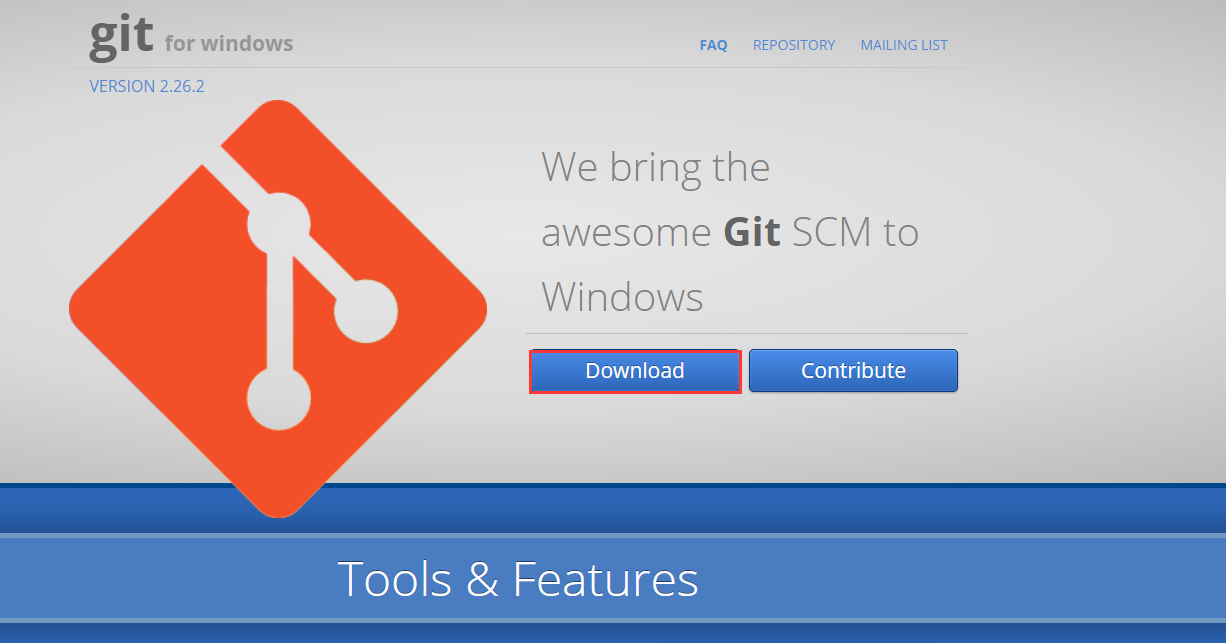 git for windows
FAQ REPOSITORY MAILING LIST
VERSION 2.26.2
We bring the
awesome Git SCM to
Windows
Download Contribute
Tools & Features